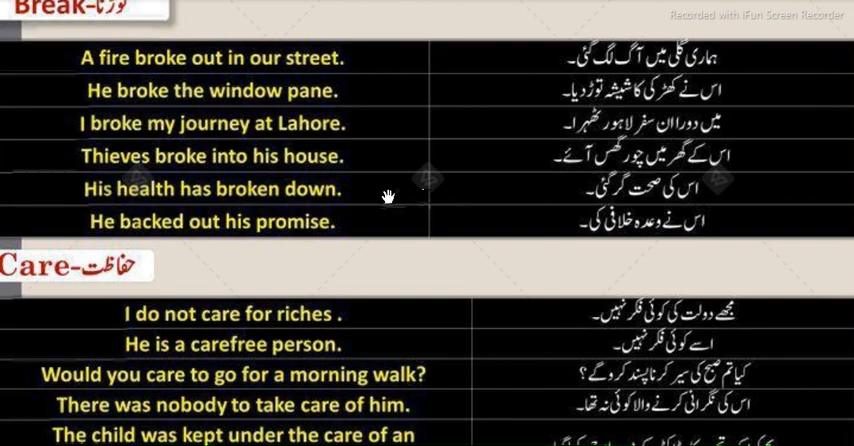 Break-توڑنا
Recorded with iFun Screen Recorder
A fire broke out in our street. ہماری گلی میں آگ لگ گئی۔
He broke the window pane. اس نے کھڑکی کا شیشہ توڑ دیا۔
I broke my journey at Lahore. میں دوران سفر لاہور ٹھہرا۔
Thieves broke into his house. اس کے گھر میں چور گھس آئے۔
His health has broken down. اس کی صحت گر گئی۔
He backed out his promise. اس نے وعدہ خلافی کی۔
Care-حفاظت
I do not care for riches . مجھے دولت کی کوئی فکر نہیں۔
He is a carefree person. اسے کوئی فکر نہیں۔
Would you care to go for a morning walk? کیا تم صبح کی سیر کرنا پسند کرو گے؟
There was nobody to take care of him. اس کی نگرانی کرنے والا کوئی نہ تھا۔
The child was kept under the care of an